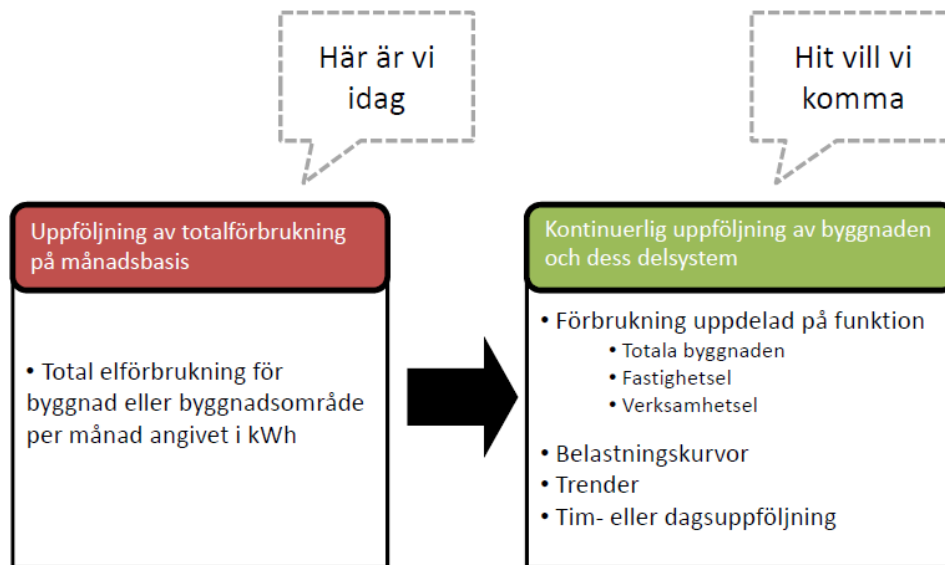 Här är vi
idag
Hit vill vi
komma
Uppföljning av totalförbrukning
på månadsbasis
• Total elförbrukning för
byggnad eller byggnadsområde
per månad angivet i kWh
Kontinuerlig uppföljning av byggnaden
och dess delsystem
• Förbrukning uppdelad på funktion
• Totala byggnaden
• Fastighetsel
• Verksamhetsel
• Belastningskurvor
• Trender
• Tim- eller dagsuppföljning